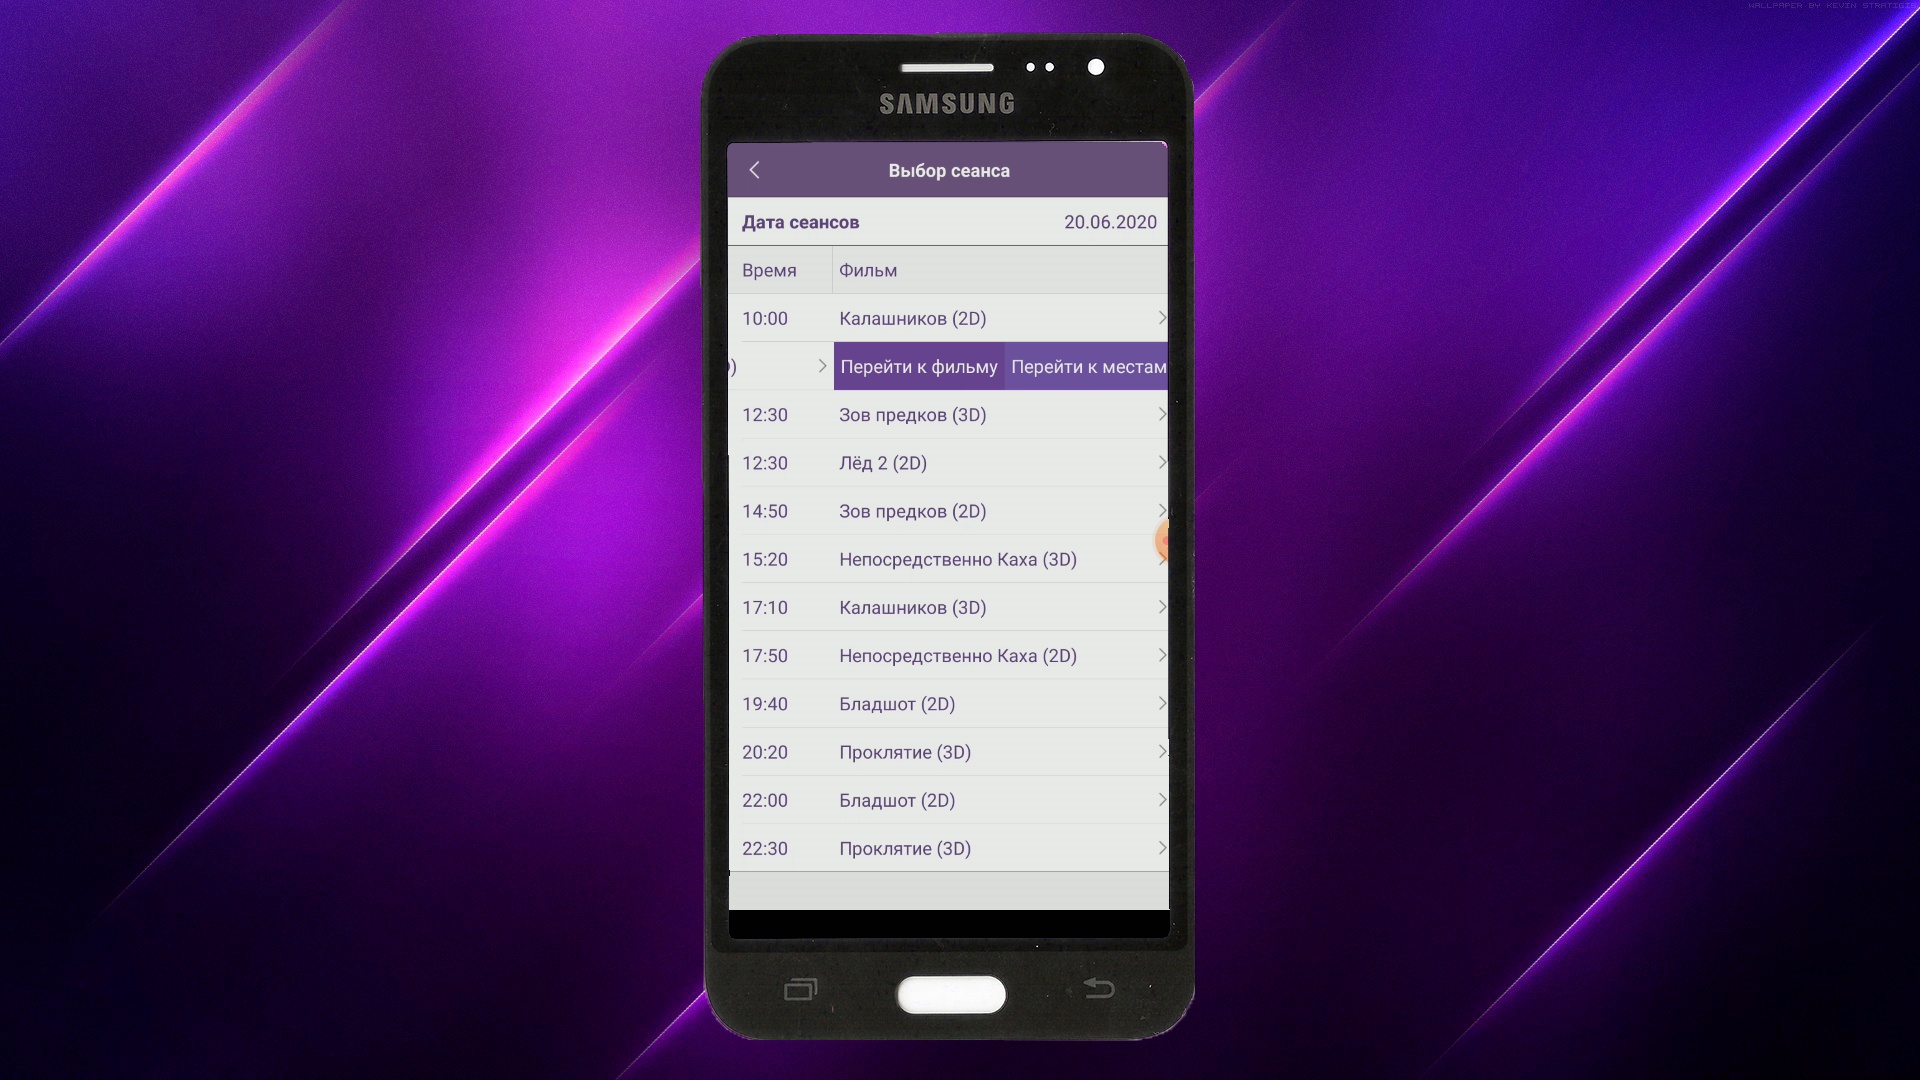 WALLPAPER BY KEVIN STRATIGIS
SAMSUNG
Выбор сеанса
Дата сеансов 20.06.2020
Время Фильм
10:00 Калашников (2D)
) Перейти к фильму Перейти к местам
12:30 Зов предков (3D)
12:30 Лёд 2 (2D)
14:50 Зов предков (2D)
15:20 Непосредственно Каха (3D)
17:10 Калашников (3D)
17:50 Непосредственно Каха (2D)
19:40 Бладшот (2D)
20:20 Проклятие (3D)
22:00 Бладшот (2D)
22:30 Проклятие (3D)